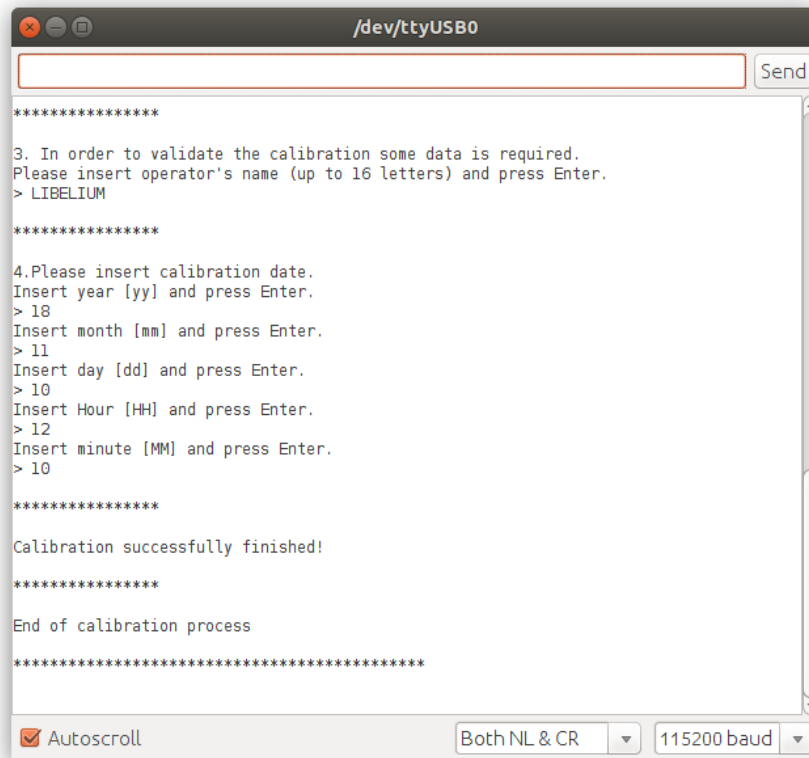 /dev/ttyUSB0
Send
****************
3. In order to validate the calibration some data is required.
Please insert operator's name (up to 16 letters) and press Enter.
> LIBELIUM
****************
4.Please insert calibration date.
Insert year [yy] and press Enter.
> 18
Insert month [mm] and press Enter.
> 11
Insert day [dd] and press Enter.
> 10
Insert Hour [HH] and press Enter.
> 12
Insert minute [MM] and press Enter.
> 10
****************
Calibration successfully finished!
****************
End of calibration process
*********************************************
Autoscroll
Both NL & CR
115200 baud